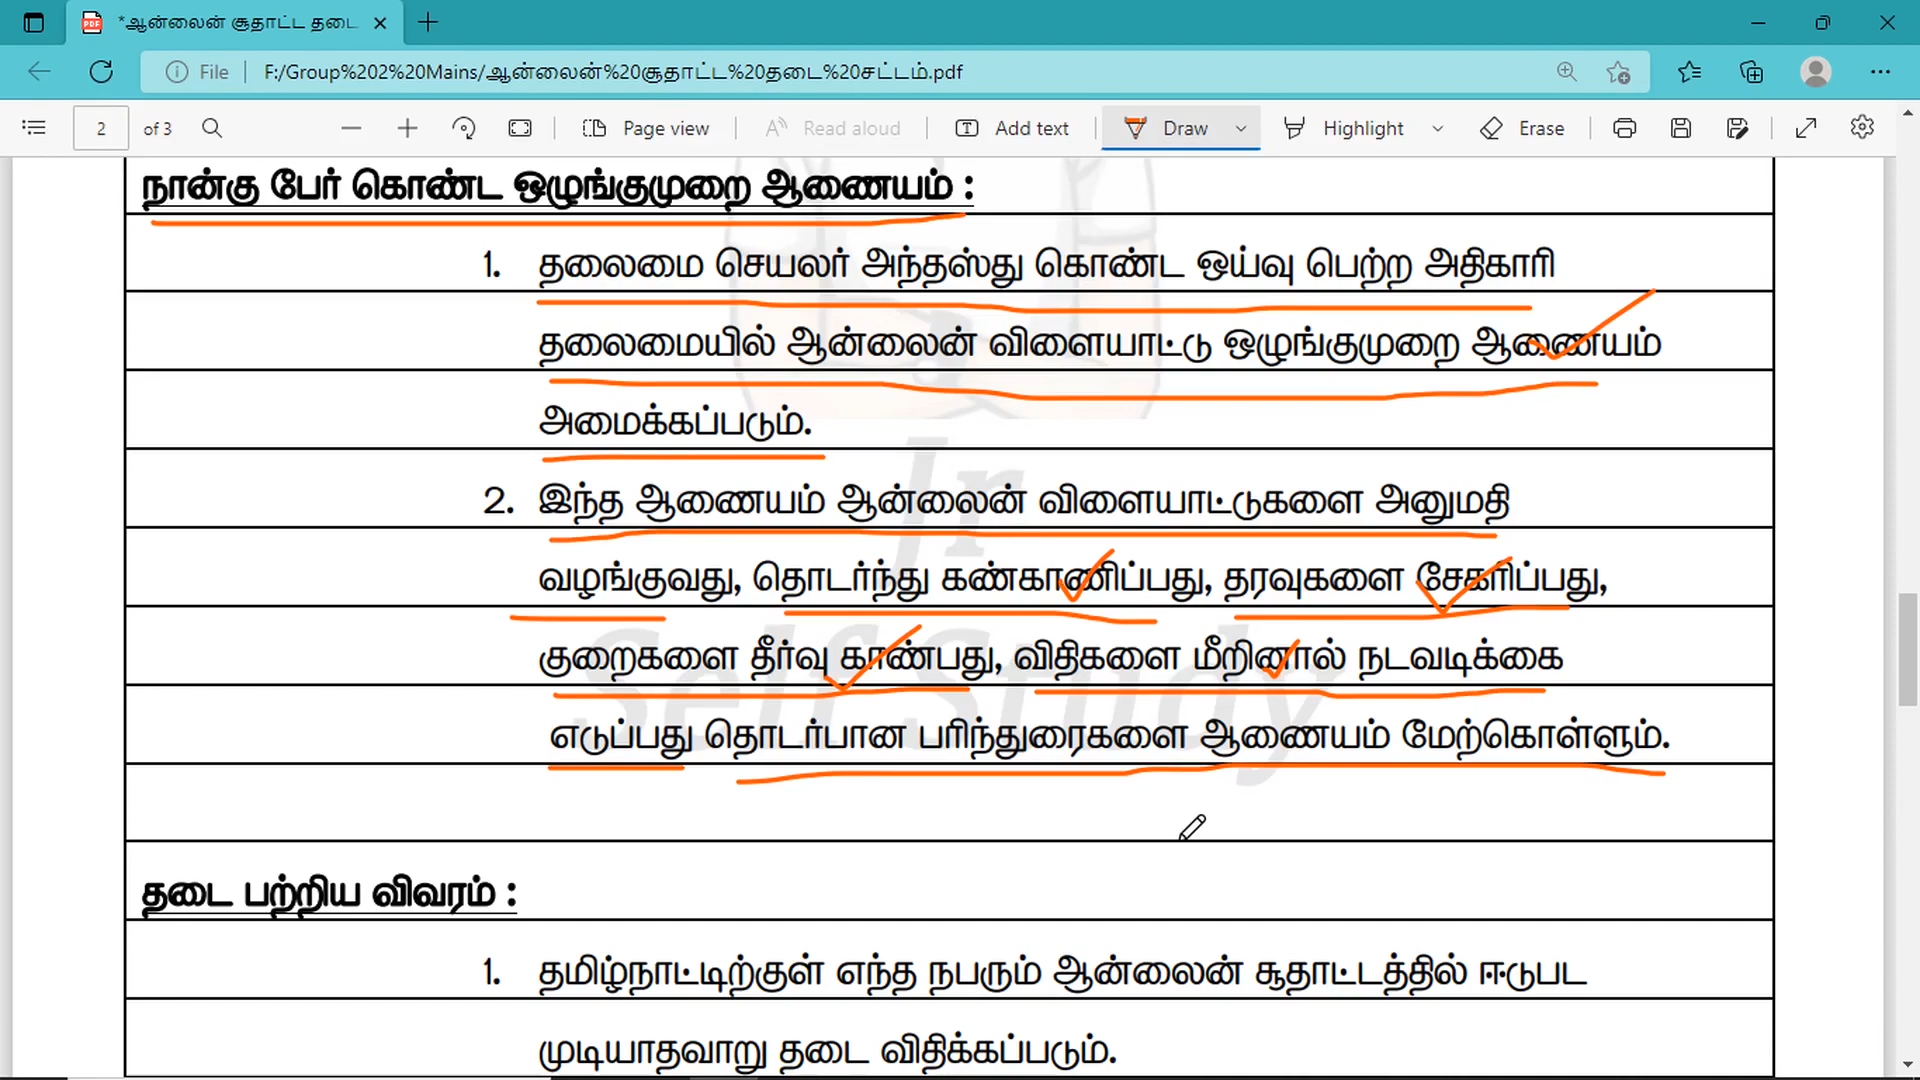 *ஆன்லைன் சூதாட்ட தடை
File F:/Group%202%20Mains/ஆன்லைன்%20சூதாட்ட%20தடை%20சட்டம்.pdf
2 of 3 Page view Read aloud Add text Draw Highlight Erase
நான்கு பேர் கொண்ட ஒழுங்குமுறை ஆணையம் :
1. தலைமை செயலர் அந்தஸ்து கொண்ட ஒய்வு பெற்ற அதிகாரி
தலைமையில் ஆன்லைன் விளையாட்டு ஒழுங்குமுறை ஆணையம்
அமைக்கப்படும்.
2. இந்த ஆணையம் ஆன்லைன் விளையாட்டுகளை அனுமதி
வழங்குவது, தொடர்ந்து கண்காணிப்பது, தரவுகளை சேகரிப்பது,
குறைகளை தீர்வு காண்பது, விதிகளை மீறினால் நடவடிக்கை
எடுப்பது தொடர்பான பரிந்துரைகளை ஆணையம் மேற்கொள்ளும்.
Jr
Self Study
தடை பற்றிய விவரம் :
1. தமிழ்நாட்டிற்குள் எந்த நபரும் ஆன்லைன் சூதாட்டத்தில் ஈடுபட
முடியாதவாறு தடை விதிக்கப்படும்.